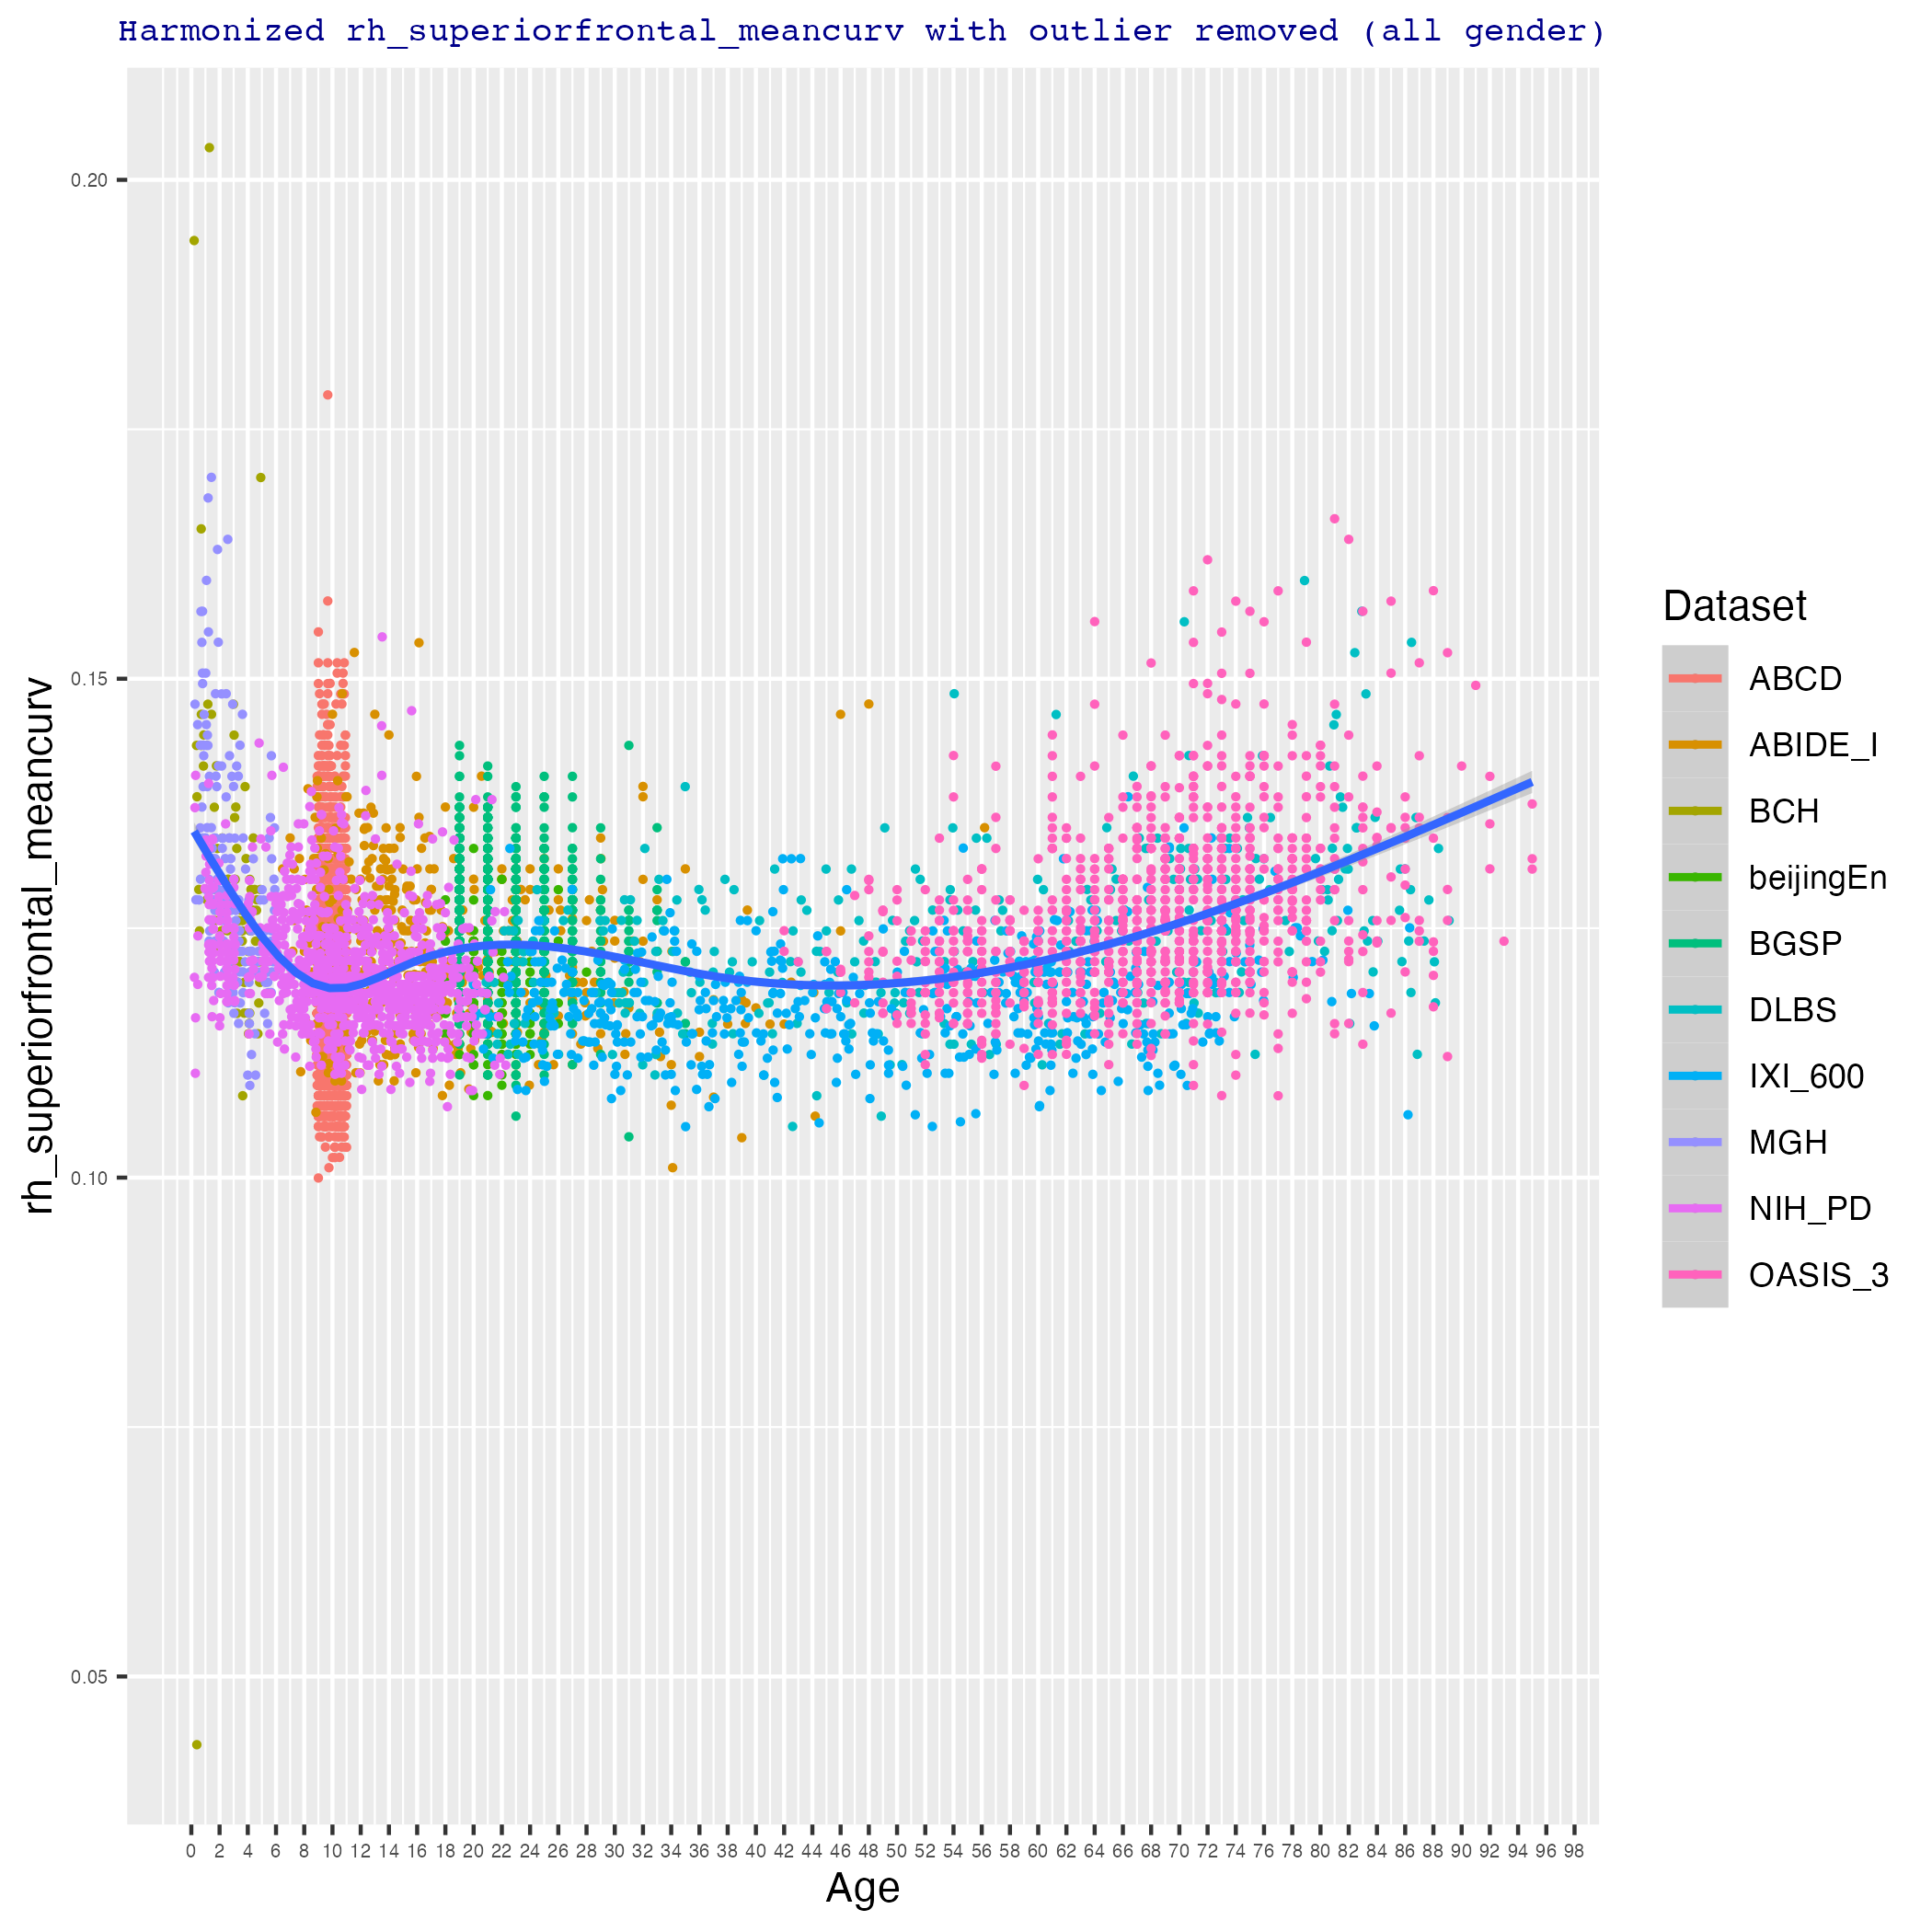 Harmonized rh_superiorfrontal_meancurv with outlier removed (all gender)
rh_superiorfrontal_meancurv
0.20
0.15
0.10
0.05
0 2 4 6 8 10 12 14 16 18 20 22 24 26 28 30 32 34 36 38 40 42 44 46 48 50 52 54 56 58 60 62 64 66 68 70 72 74 76 78 80 82 84 86 88 90 92 94 96 98
Age
Dataset
ABCD
ABIDE_I
BCH
beijingEn
BGSP
DLBS
IXI_600
MGH
NIH_PD
OASIS_3